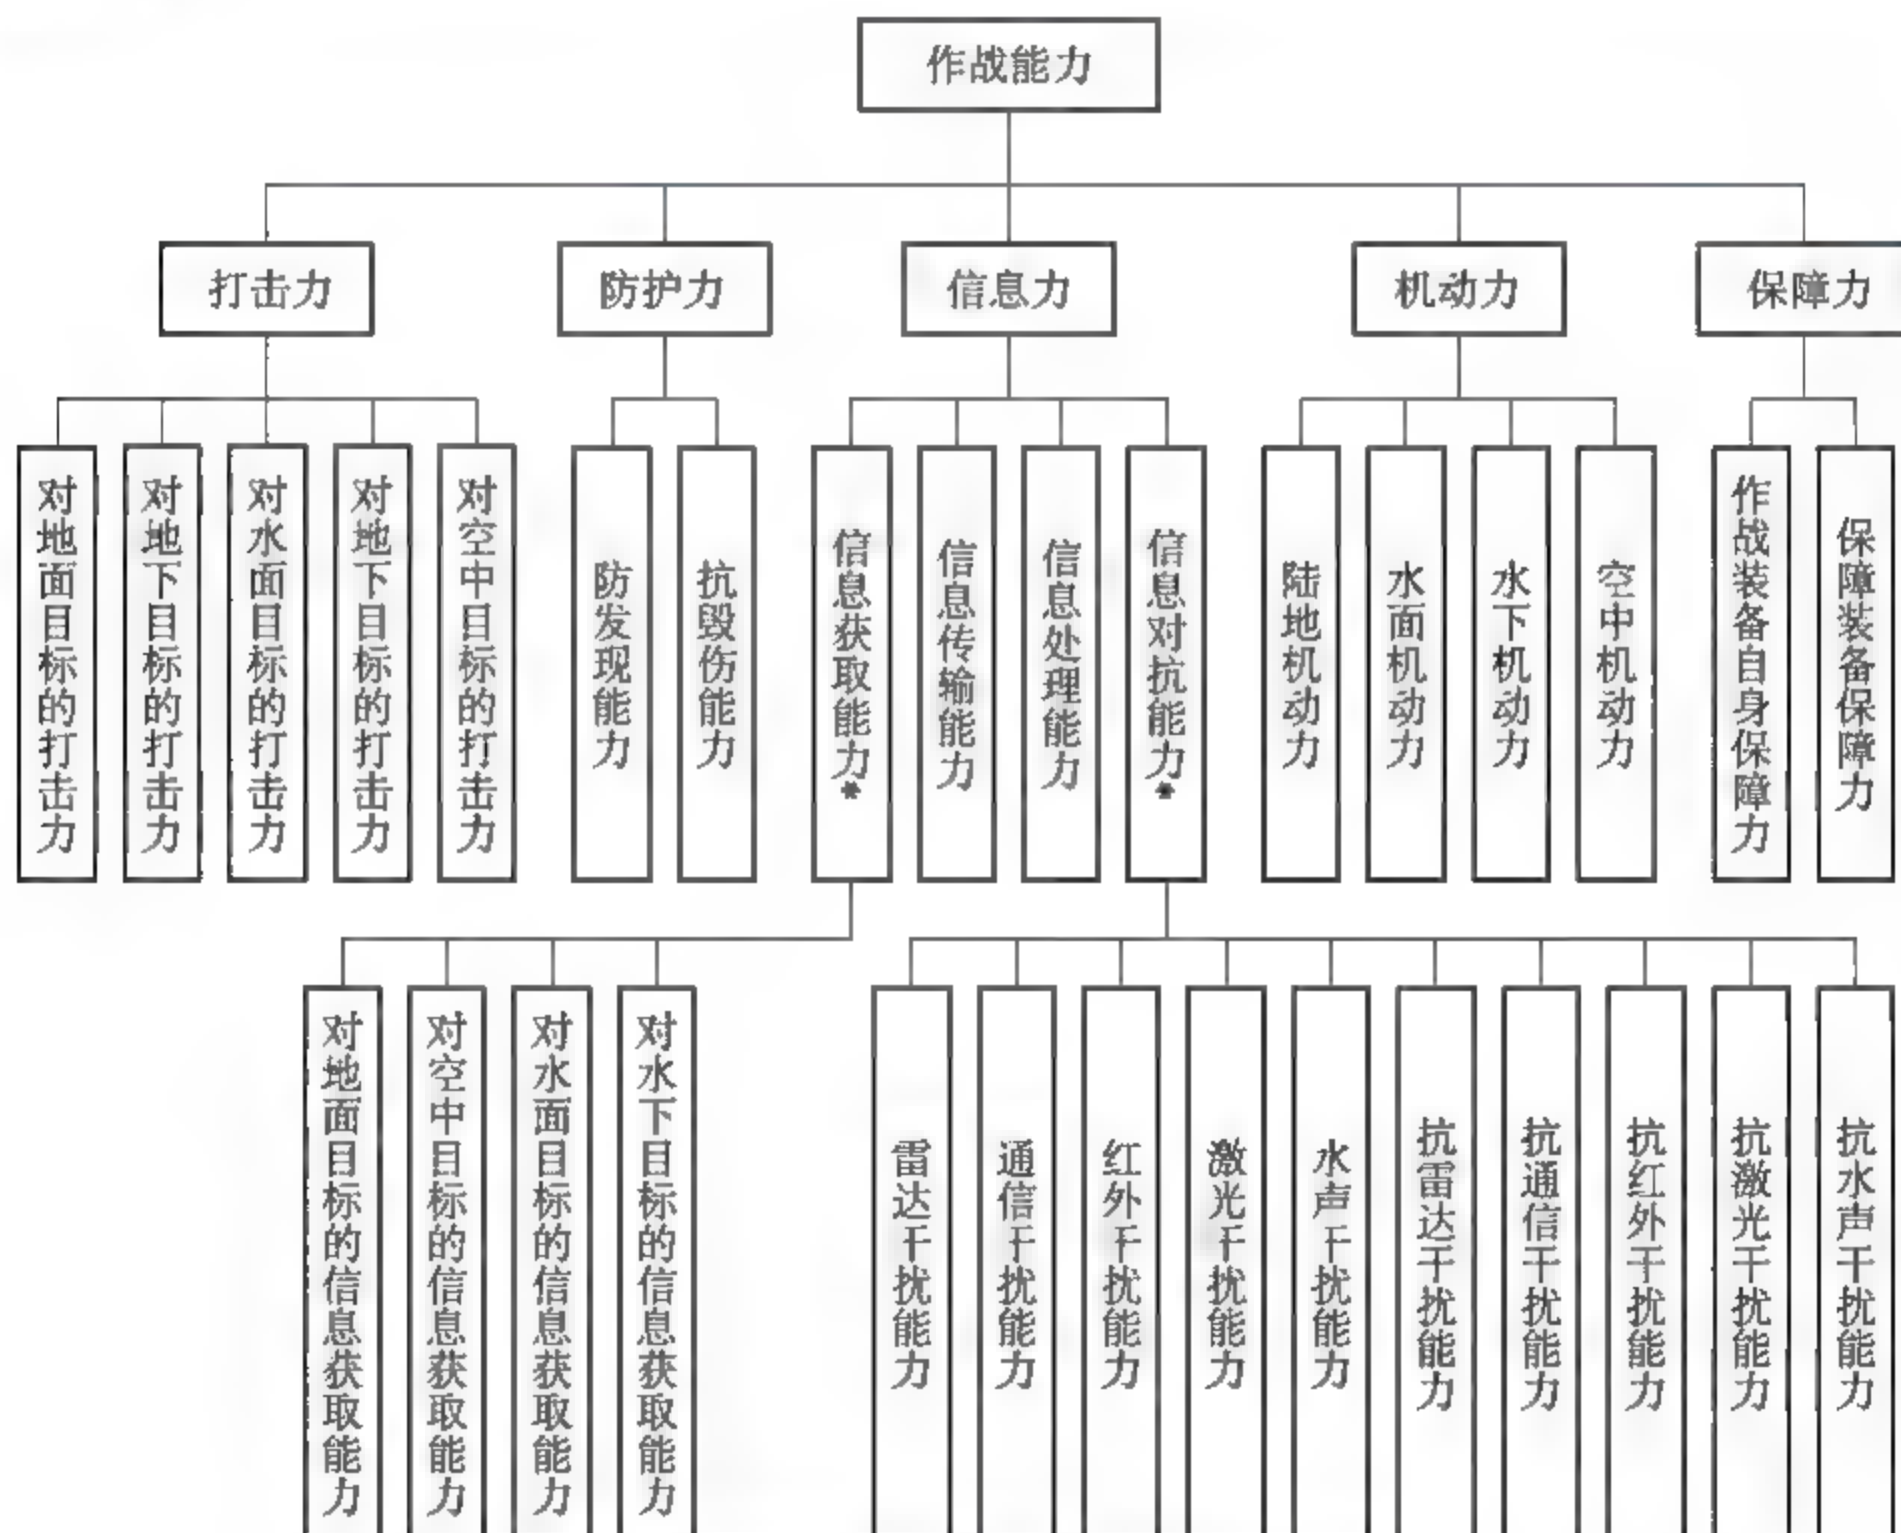 作战能力
打击力
防护力
信息力
机动力
保障力
对地面目标的打击力
对地下目标的打击力
对水面目标的打击力
对地下目标的打击力
对空中目标的打击力
防发现能力
抗毁伤能力
信息获取能力*
信息传输能力
信息处理能力
信息对抗能力*
陆地机动力
水面机动力
水下机动力
空中机动力
作战装备自身保障力
保障装备保障力
对地面目标的信息获取能力
对空中目标的信息获取能力
对水面目标的信息获取能力
对水下目标的信息获取能力
雷达干扰能力
通信干扰能力
红外干扰能力
激光干扰能力
水声干扰能力
抗雷达干扰能力
抗通信干扰能力
抗红外干扰能力
抗激光干扰能力
抗水声干扰能力